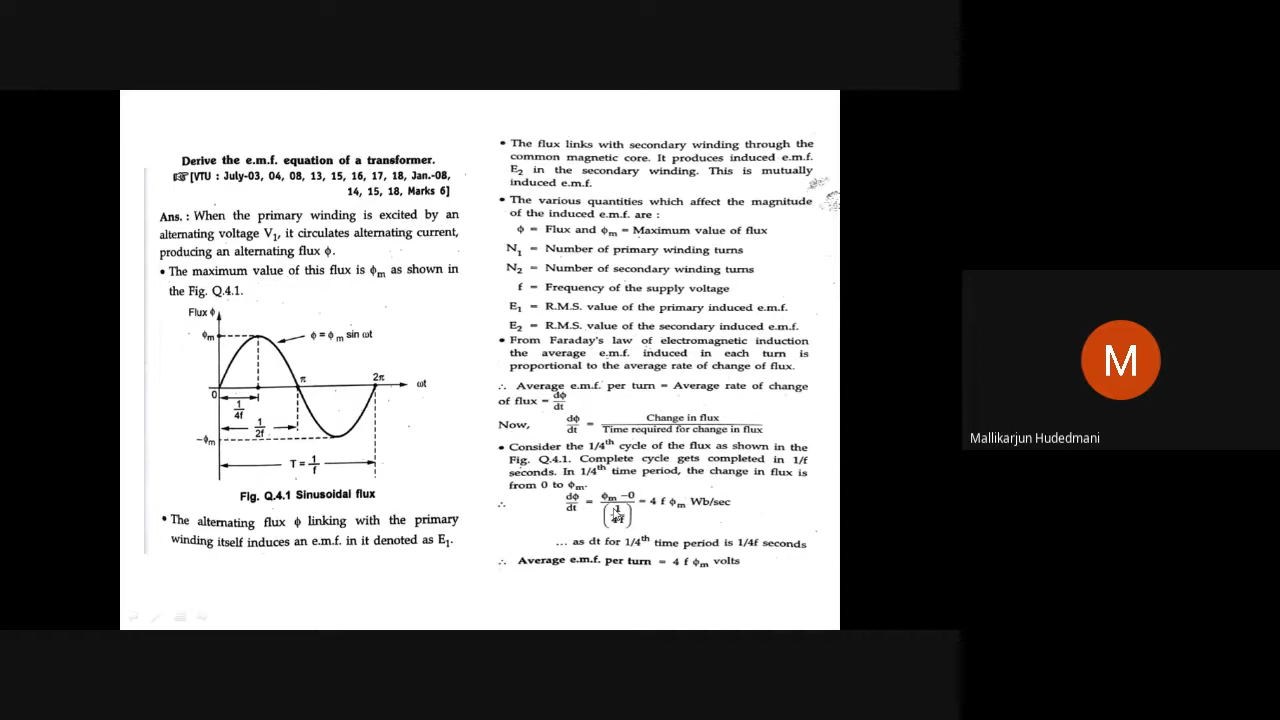 Derive the e.m.f. equation of a transformer.
☞ [VTU : July-03, 04, 08, 13, 15, 16, 17, 18, Jan.-08,
14, 15, 18, Marks 6]
Ans. : When the primary winding is excited by an
alternating voltage V₁, it circulates alternating current,
producing an alternating flux ϕ.
• The maximum value of this flux is ϕm as shown in
the Fig. Q.4.1.
Flux ϕ
ϕm
ϕ = ϕm sin ωt
π
2π
ωt
0
1/4f
1/2f
-ϕm
T = 1/f
Fig. Q.4.1 Sinusoidal flux
• The alternating flux ϕ linking with the primary
winding itself induces an e.m.f. in it denoted as E₁.
• The flux links with secondary winding through the
common magnetic core. It produces induced e.m.f.
E₂ in the secondary winding. This is mutually
induced e.m.f.
• The various quantities which affect the magnitude
of the induced e.m.f. are :
ϕ = Flux and ϕm = Maximum value of flux
N₁ = Number of primary winding turns
N₂ = Number of secondary winding turns
f = Frequency of the supply voltage
E₁ = R.M.S. value of the primary induced e.m.f.
E₂ = R.M.S. value of the secondary induced e.m.f.
• From Faraday's law of electromagnetic induction
the average e.m.f. induced in each turn is
proportional to the average rate of change of flux.
∴ Average e.m.f. per turn = Average rate of change
of flux = dϕ/dt
Now, dϕ/dt = Change in flux / Time required for change in flux
• Consider the 1/4th cycle of the flux as shown in the
Fig. Q.4.1. Complete cycle gets completed in 1/f
seconds. In 1/4th time period, the change in flux is
from 0 to ϕm.
∴ dϕ/dt = ϕm -0 / (1/4f) = 4 f ϕm Wb/sec
... as dt for 1/4th time period is 1/4f seconds
∴ Average e.m.f. per turn = 4 f ϕm volts
M
Mallikarjun Hudedmani